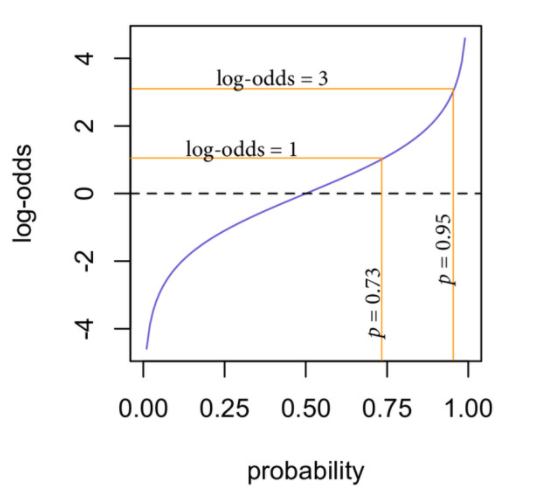 4
log-odds = 3
2
log-odds = 1
0
-2
-4
log-odds
p = 0.73
p = 0.95
0.00 0.25 0.50 0.75 1.00
probability